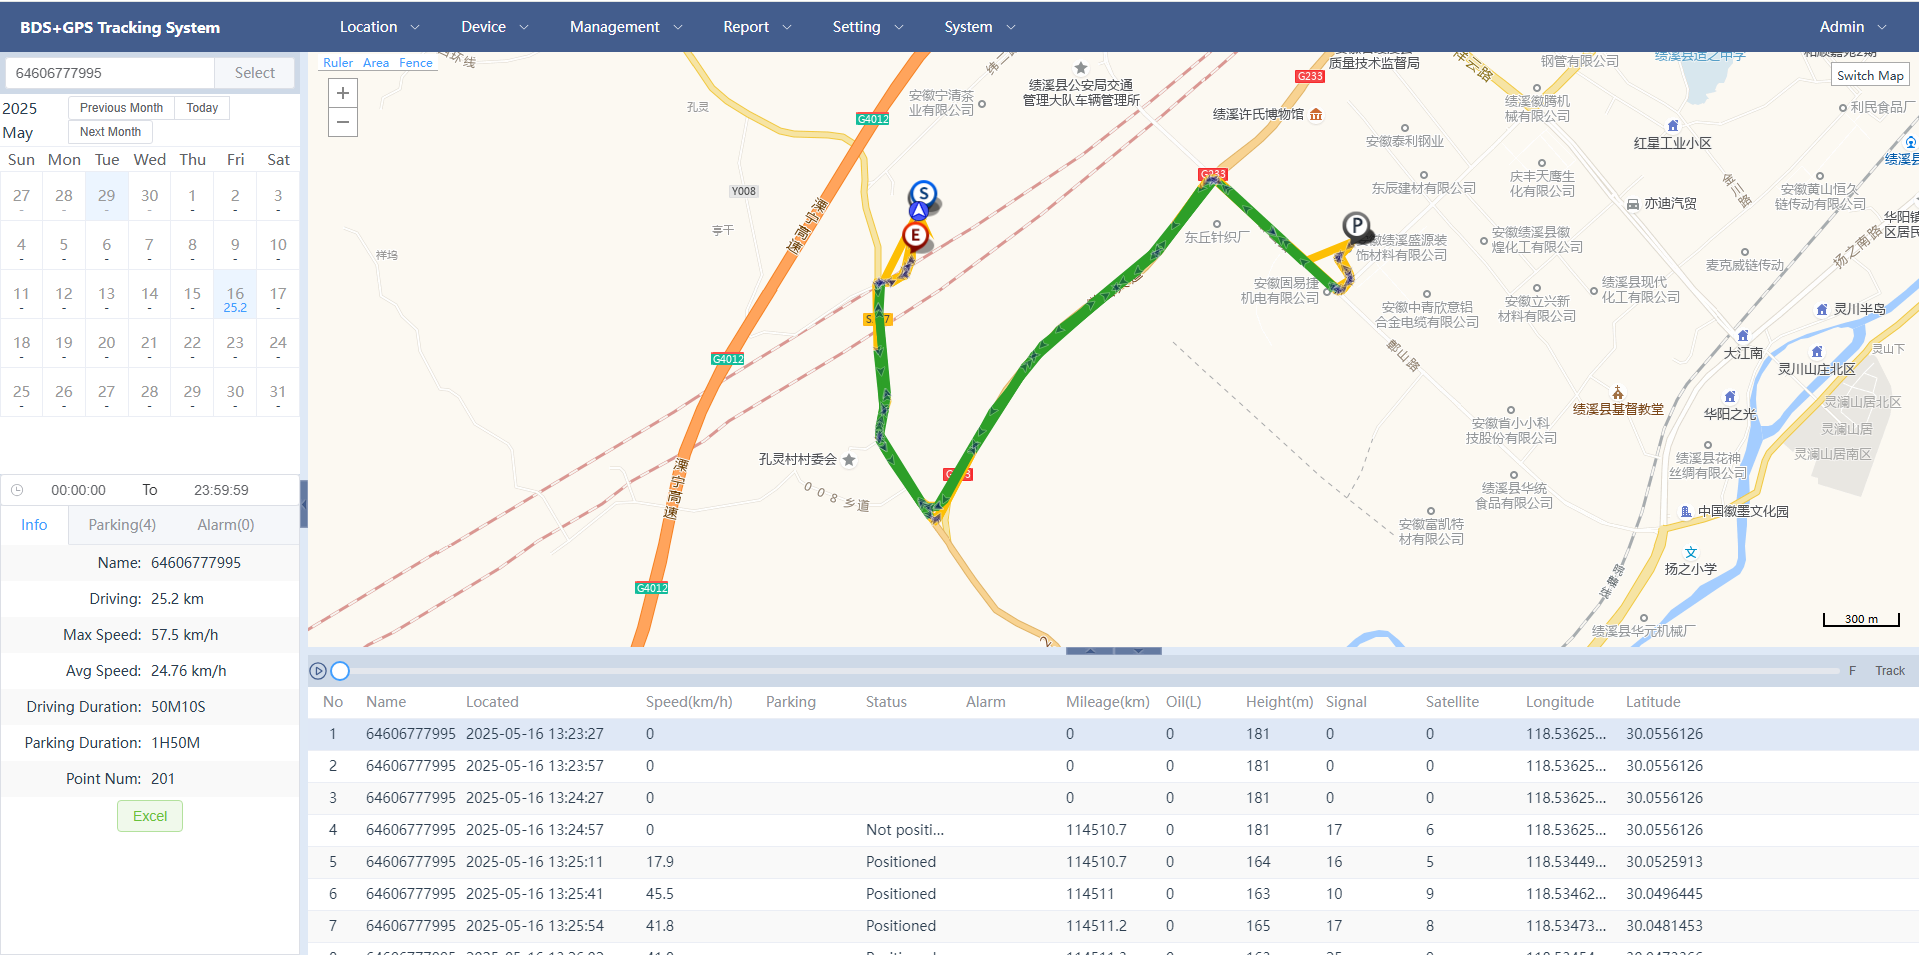 BDS+GPS Tracking System
Location
Device
Management
Report
Setting
System
Admin
64606777995
Select
2025
Previous Month
Today
May
Next Month
Sun Mon Tue Wed Thu Fri Sat
27 28 29 30 1 2 3
- - - - - - -
4 5 6 7 8 9 10
- - - - - - -
11 12 13 14 15 16 17
- - - - - 25.2 -
18 19 20 21 22 23 24
- - - - - - -
25 26 27 28 29 30 31
- - - - - - -
00:00:00 To 23:59:59
Info
Parking(4)
Alarm(0)
Name: 64606777995
Driving: 25.2 km
Max Speed: 57.5 km/h
Avg Speed: 24.76 km/h
Driving Duration: 50M10S
Parking Duration: 1H50M
Point Num: 201
Excel
Ruler Area Fence
+
−
Switch Map
孔灵
安徽宁清茶
业有限公司
绩溪县公安局交通
管理大队车辆管理所
G4012
G233
质量技术监督局
绩溪许氏博物馆
钢管有限公司
绩溪徽腾机
械有限公司
利民食品厂
安徽泰利钢业
红星工业小区
Y008
溧宁高速
G233
东辰建材有限公司
庆丰天鹰生
化有限公司
金川路
安徽黄山恒久
链传动有限公司
亦迪汽贸
S
E
P
享干
祥坞
东丘针织厂
安徽绩溪盛源装
饰材料有限公司
安徽绩溪县徽
煌化工有限公司
扬之南路
麦克威链传动
安徽固易捷
机电有限公司
安徽中青欣意铝
合金电缆有限公司
安徽立兴新
材料有限公司
绩溪县现代
化工有限公司
灵川半岛
G4012
大江南
灵山下
灵川山庄北区
绩溪县基督教堂
华阳之光
灵澜山居北区
灵澜山居
灵澜山居南区
安徽省小小科
技股份有限公司
绩溪县花神
丝绸有限公司
孔灵村村委会
008乡道
溧宁高速
绩溪县华统
食品有限公司
中国徽墨文化园
安徽富凯特
材有限公司
文
扬之小学
G4012
绩溪县华元机械厂
300 m
F
Track
No Name Located Speed(km/h) Parking Status Alarm Mileage(km) Oil(L) Height(m) Signal Satellite Longitude Latitude
1 64606777995 2025-05-16 13:23:27 0 0 0 181 0 0 118.53625... 30.0556126
2 64606777995 2025-05-16 13:23:57 0 0 0 181 0 0 118.53625... 30.0556126
3 64606777995 2025-05-16 13:24:27 0 0 0 181 0 0 118.53625... 30.0556126
4 64606777995 2025-05-16 13:24:57 0 Not positi... 114510.7 0 181 17 6 118.53625... 30.0556126
5 64606777995 2025-05-16 13:25:11 17.9 Positioned 114510.7 0 164 16 5 118.53449... 30.0525913
6 64606777995 2025-05-16 13:25:41 45.5 Positioned 114511 0 163 10 9 118.53462... 30.0496445
7 64606777995 2025-05-16 13:25:54 41.8 Positioned 114511.2 0 165 17 8 118.53473... 30.0481453